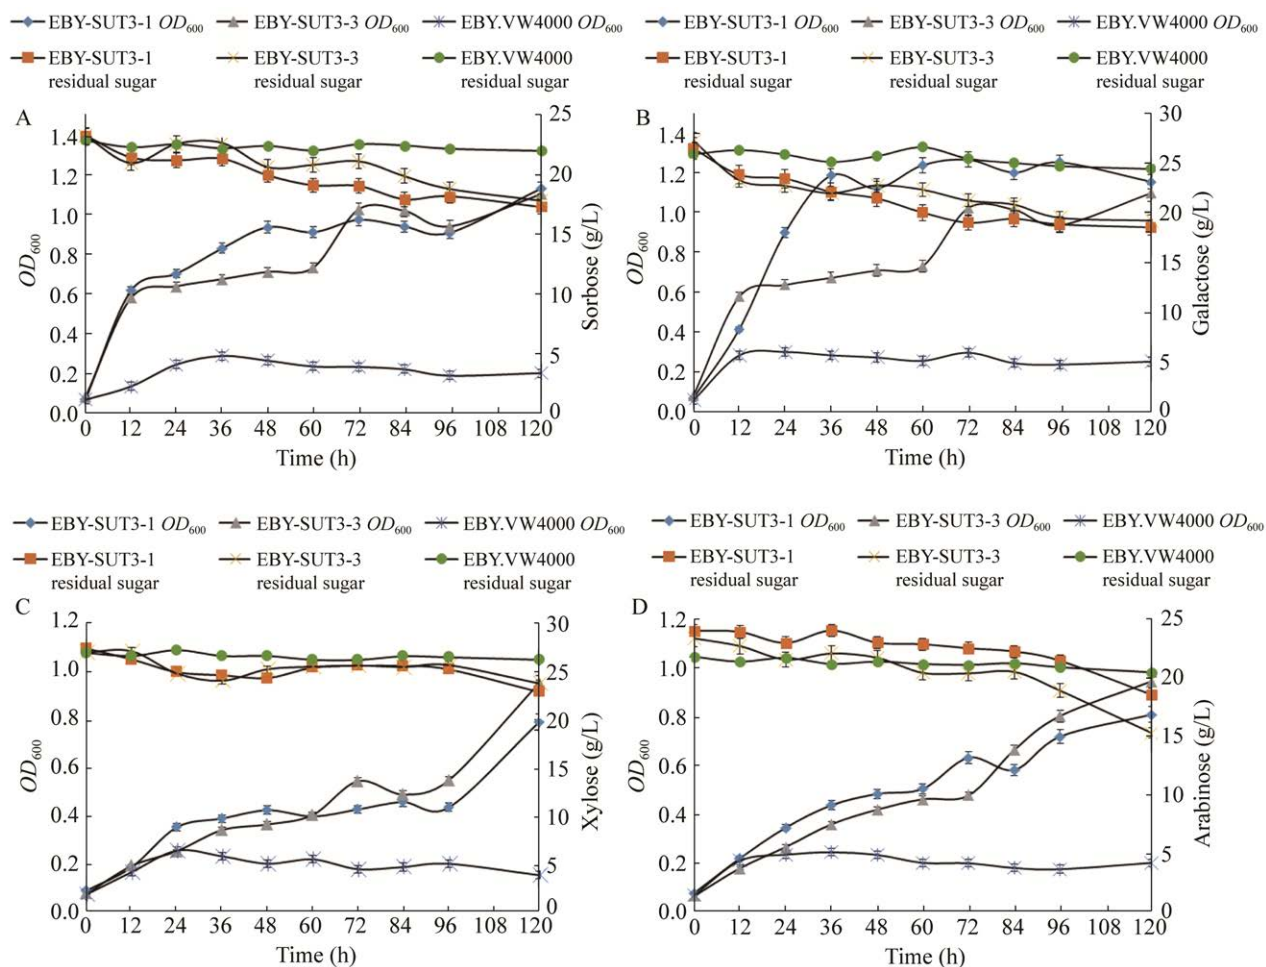 EBY-SUT3-1 OD600 EBY-SUT3-3 OD600 EBY.VW4000 OD600
EBY-SUT3-1 residual sugar EBY-SUT3-3 residual sugar EBY.VW4000 residual sugar
A
OD600
1.4
1.2
1.0
0.8
0.6
0.4
0.2
0.0
25
20
15
10
5
0
Sorbose (g/L)
0 12 24 36 48 60 72 84 96 108 120
Time (h)
EBY-SUT3-1 OD600 EBY-SUT3-3 OD600 EBY.VW4000 OD600
EBY-SUT3-1 residual sugar EBY-SUT3-3 residual sugar EBY.VW4000 residual sugar
B
OD600
1.4
1.2
1.0
0.8
0.6
0.4
0.2
0.0
30
25
20
15
10
5
0
Galactose (g/L)
0 12 24 36 48 60 72 84 96 108 120
Time (h)
EBY-SUT3-1 OD600 EBY-SUT3-3 OD600 EBY.VW4000 OD600
EBY-SUT3-1 residual sugar EBY-SUT3-3 residual sugar EBY.VW4000 residual sugar
C
OD600
1.2
1.0
0.8
0.6
0.4
0.2
0.0
30
25
20
15
10
5
0
Xylose (g/L)
0 12 24 36 48 60 72 84 96 108 120
Time (h)
EBY-SUT3-1 OD600 EBY-SUT3-3 OD600 EBY.VW4000 OD600
EBY-SUT3-1 residual sugar EBY-SUT3-3 residual sugar EBY.VW4000 residual sugar
D
OD600
1.2
1.0
0.8
0.6
0.4
0.2
0.0
25
20
15
10
5
0
Arabinose (g/L)
0 12 24 36 48 60 72 84 96 108 120
Time (h)